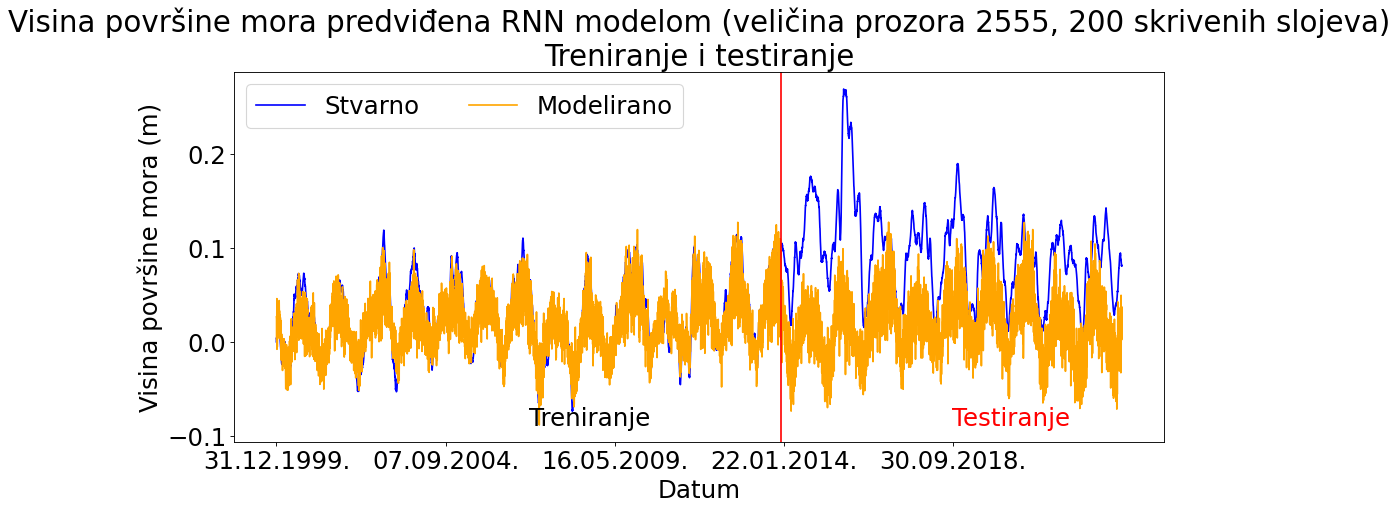 Visina površine mora predviđena RNN modelom (veličina prozora 2555, 200 skrivenih slojeva)
Treniranje i testiranje
Stvarno
Modelirano
Visina površine mora (m)
0.2
0.1
0.0
−0.1
Treniranje
Testiranje
31.12.1999.
07.09.2004.
16.05.2009.
22.01.2014.
30.09.2018.
Datum